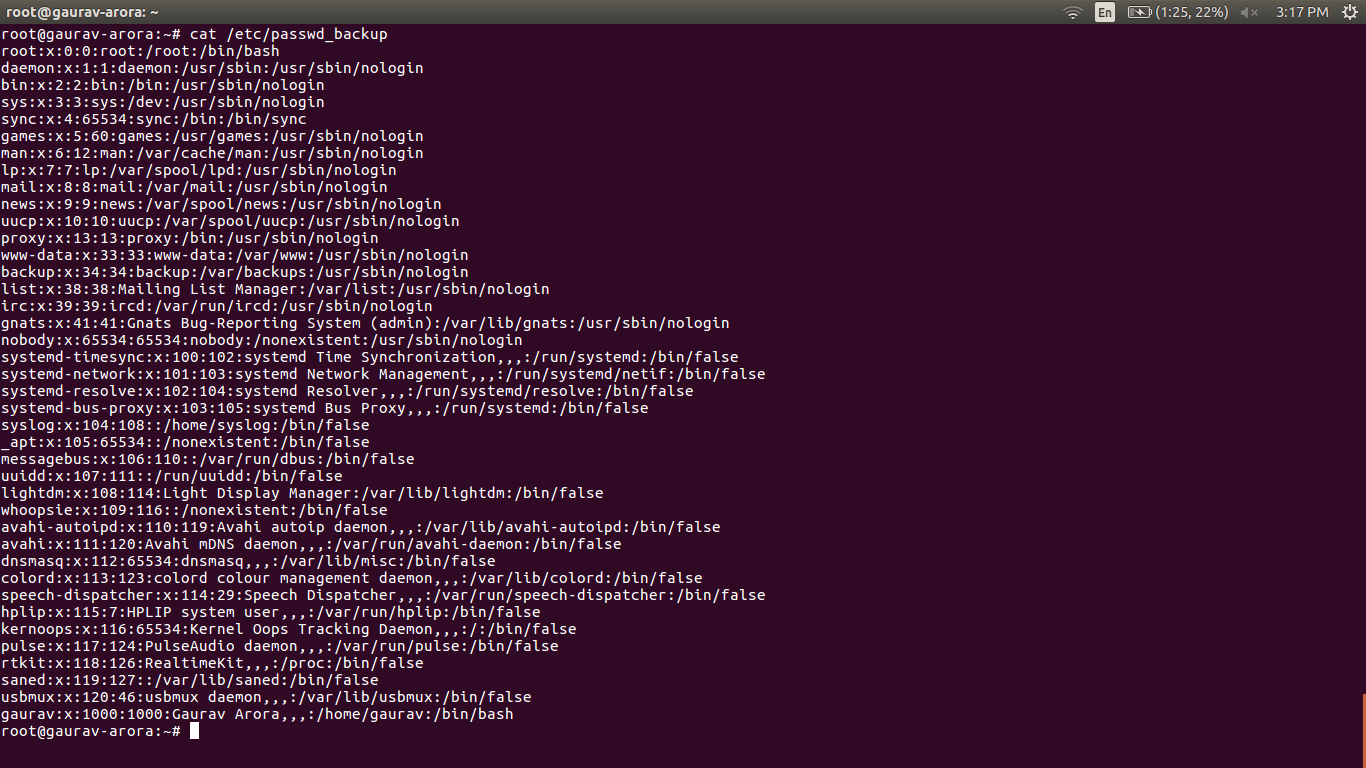 root@gaurav-arora: ~
En
(1:25, 22%)
3:17 PM
root@gaurav-arora:~# cat /etc/passwd_backup
root:x:0:0:root:/root:/bin/bash
daemon:x:1:1:daemon:/usr/sbin:/usr/sbin/nologin
bin:x:2:2:bin:/bin:/usr/sbin/nologin
sys:x:3:3:sys:/dev:/usr/sbin/nologin
sync:x:4:65534:sync:/bin:/bin/sync
games:x:5:60:games:/usr/games:/usr/sbin/nologin
man:x:6:12:man:/var/cache/man:/usr/sbin/nologin
lp:x:7:7:lp:/var/spool/lpd:/usr/sbin/nologin
mail:x:8:8:mail:/var/mail:/usr/sbin/nologin
news:x:9:9:news:/var/spool/news:/usr/sbin/nologin
uucp:x:10:10:uucp:/var/spool/uucp:/usr/sbin/nologin
proxy:x:13:13:proxy:/bin:/usr/sbin/nologin
www-data:x:33:33:www-data:/var/www:/usr/sbin/nologin
backup:x:34:34:backup:/var/backups:/usr/sbin/nologin
list:x:38:38:Mailing List Manager:/var/list:/usr/sbin/nologin
irc:x:39:39:ircd:/var/run/ircd:/usr/sbin/nologin
gnats:x:41:41:Gnats Bug-Reporting System (admin):/var/lib/gnats:/usr/sbin/nologin
nobody:x:65534:65534:nobody:/nonexistent:/usr/sbin/nologin
systemd-timesync:x:100:102:systemd Time Synchronization,,,:/run/systemd:/bin/false
systemd-network:x:101:103:systemd Network Management,,,:/run/systemd/netif:/bin/false
systemd-resolve:x:102:104:systemd Resolver,,,:/run/systemd/resolve:/bin/false
systemd-bus-proxy:x:103:105:systemd Bus Proxy,,,:/run/systemd:/bin/false
syslog:x:104:108::/home/syslog:/bin/false
_apt:x:105:65534::/nonexistent:/bin/false
messagebus:x:106:110::/var/run/dbus:/bin/false
uuidd:x:107:111::/run/uuidd:/bin/false
lightdm:x:108:114:Light Display Manager:/var/lib/lightdm:/bin/false
whoopsie:x:109:116::/nonexistent:/bin/false
avahi-autoipd:x:110:119:Avahi autoip daemon,,,:/var/lib/avahi-autoipd:/bin/false
avahi:x:111:120:Avahi mDNS daemon,,,:/var/run/avahi-daemon:/bin/false
dnsmasq:x:112:65534:dnsmasq,,,:/var/lib/misc:/bin/false
colord:x:113:123:colord colour management daemon,,,:/var/lib/colord:/bin/false
speech-dispatcher:x:114:29:Speech Dispatcher,,,:/var/run/speech-dispatcher:/bin/false
hplip:x:115:7:HPLIP system user,,,:/var/run/hplip:/bin/false
kernoops:x:116:65534:Kernel Oops Tracking Daemon,,,:/:/bin/false
pulse:x:117:124:PulseAudio daemon,,,:/var/run/pulse:/bin/false
rtkit:x:118:126:RealtimeKit,,,:/proc:/bin/false
saned:x:119:127::/var/lib/saned:/bin/false
usbmux:x:120:46:usbmux daemon,,,:/var/lib/usbmux:/bin/false
gaurav:x:1000:1000:Gaurav Arora,,,:/home/gaurav:/bin/bash
root@gaurav-arora:~#